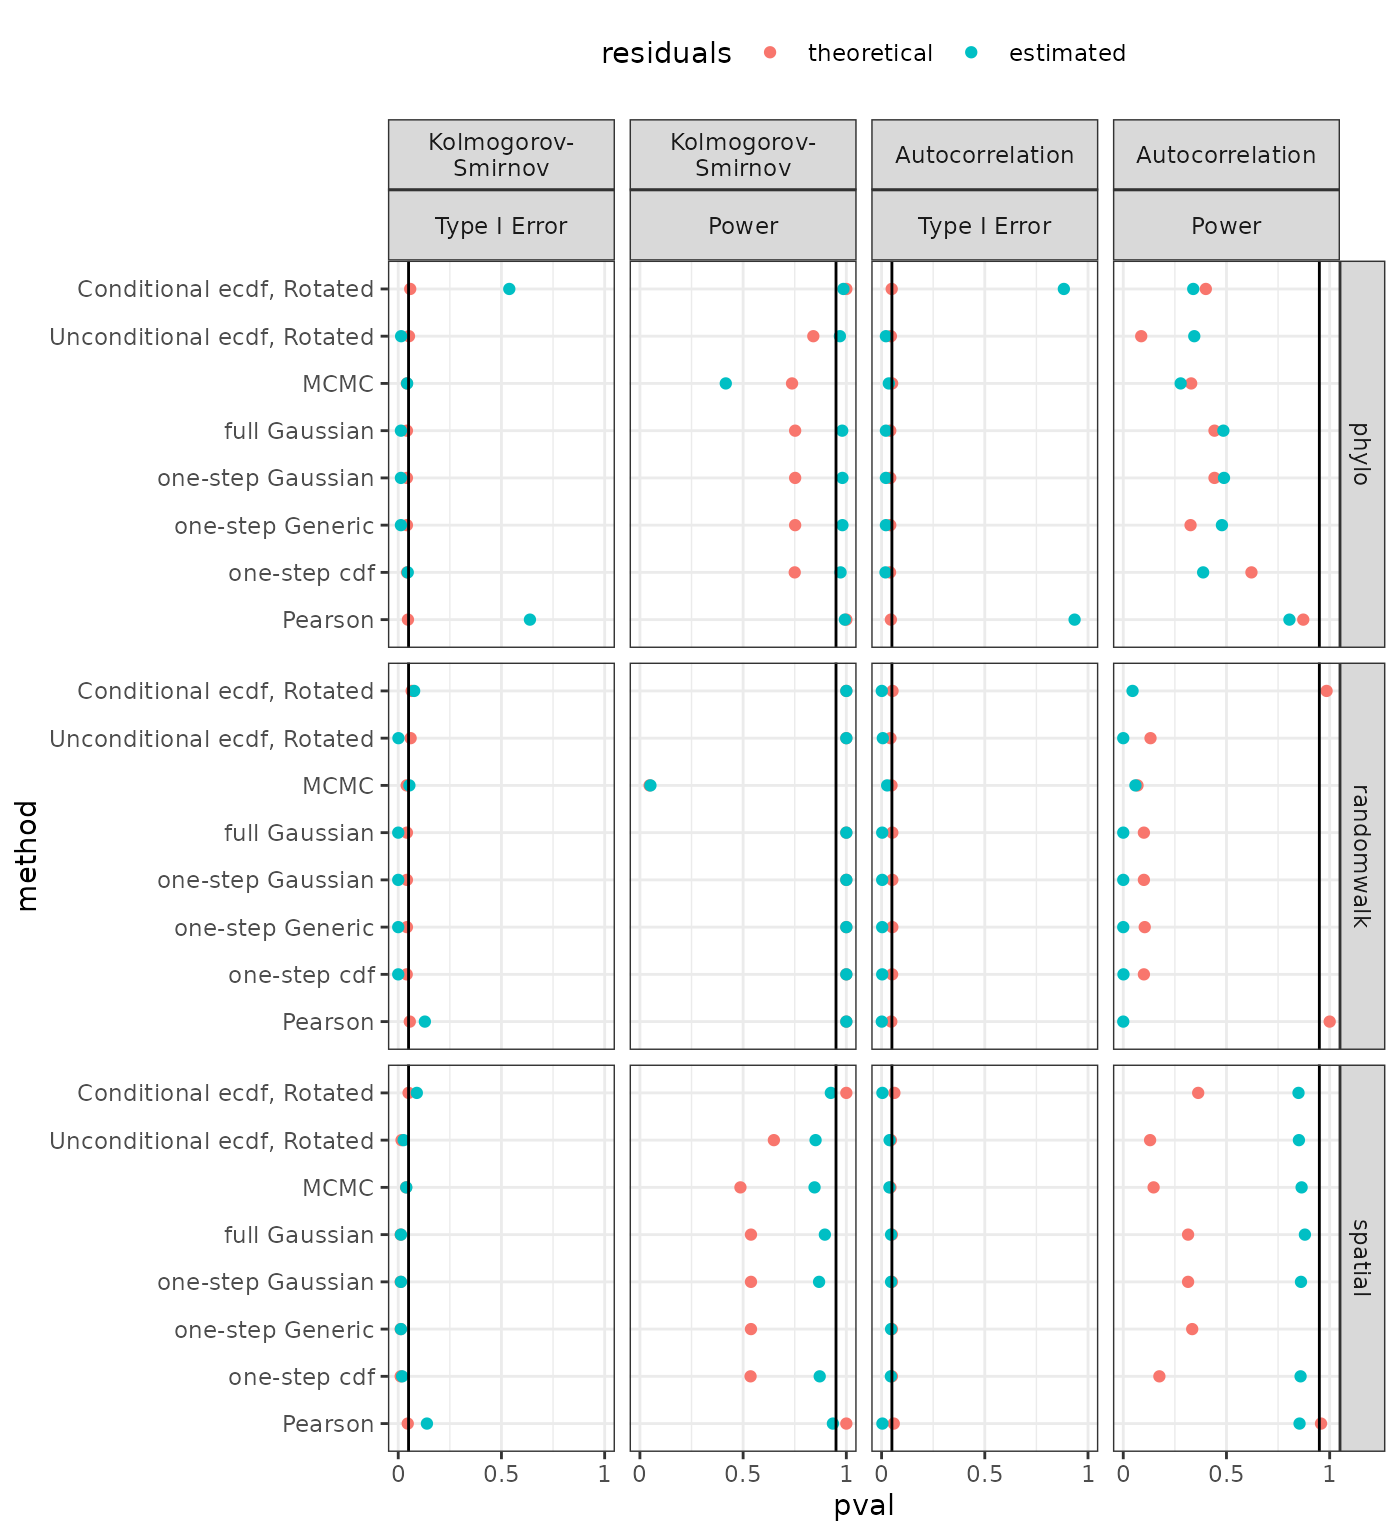 residuals theoretical estimated
Kolmogorov-
Smirnov
Kolmogorov-
Smirnov
Autocorrelation
Autocorrelation
Type I Error
Power
Type I Error
Power
method
Conditional ecdf, Rotated
Unconditional ecdf, Rotated
MCMC
full Gaussian
one-step Gaussian
one-step Generic
one-step cdf
Pearson
phylo
Conditional ecdf, Rotated
Unconditional ecdf, Rotated
MCMC
full Gaussian
one-step Gaussian
one-step Generic
one-step cdf
Pearson
randomwalk
Conditional ecdf, Rotated
Unconditional ecdf, Rotated
MCMC
full Gaussian
one-step Gaussian
one-step Generic
one-step cdf
Pearson
spatial
0 0.5 1
0 0.5 1
0 0.5 1
0 0.5 1
pval